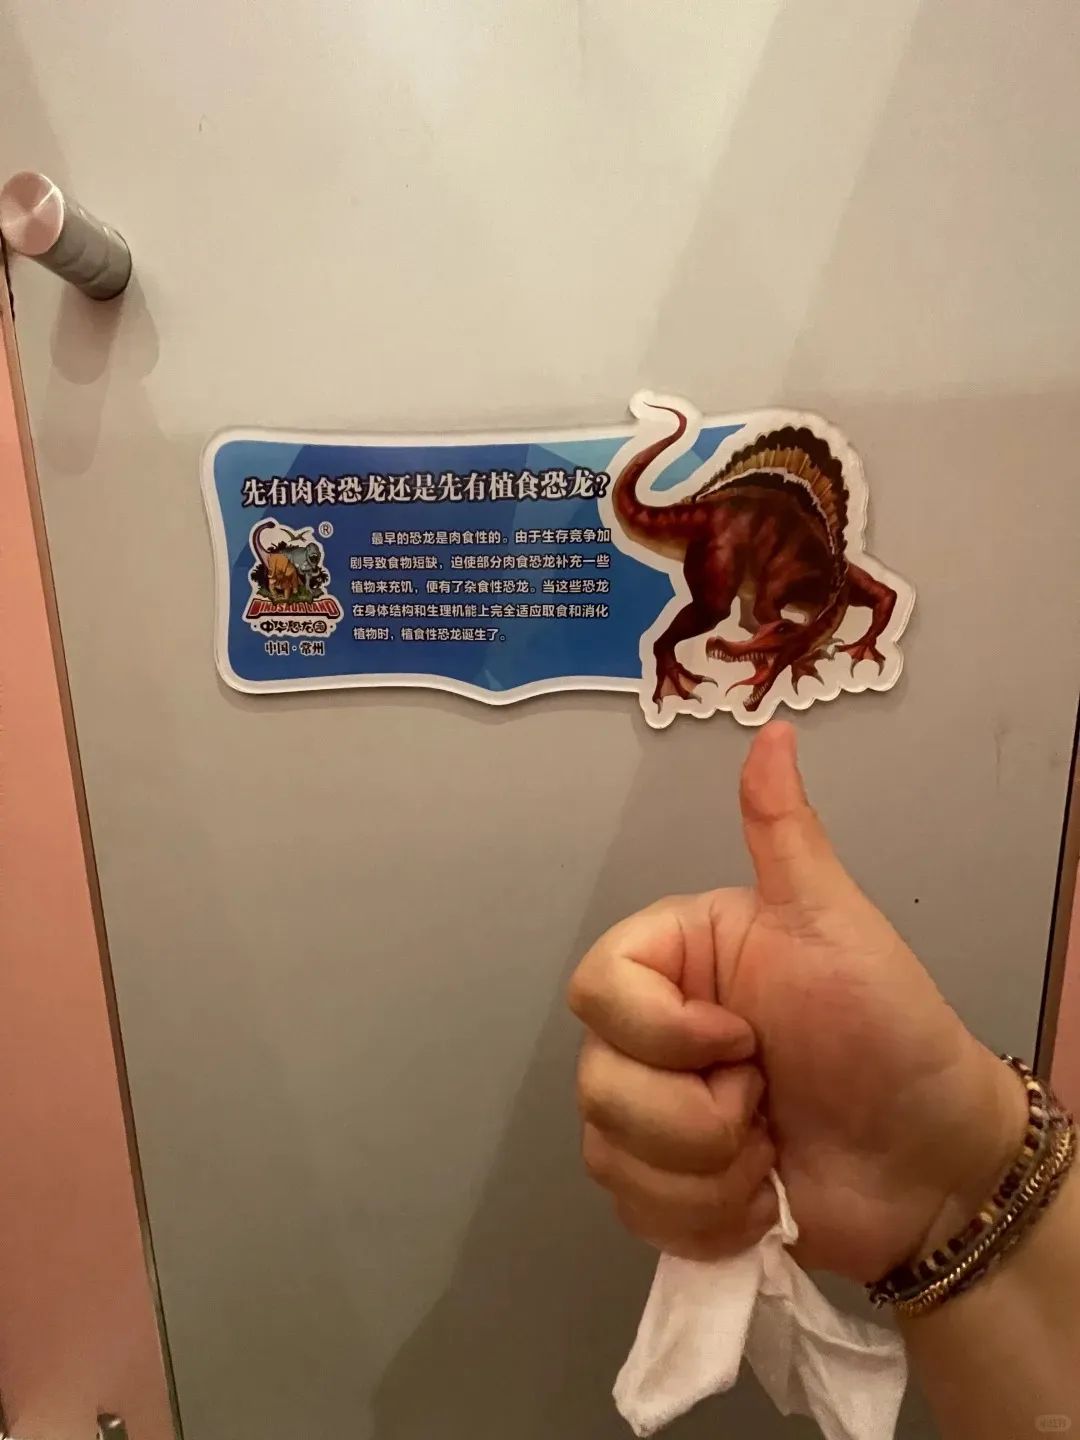 先有肉食恐龙还是先有植食恐龙?
最早的恐龙是肉食性的。由于生存竞争加
剧导致食物短缺，迫使部分肉食恐龙补充一些
植物来充饥，便有了杂食性恐龙。当这些恐龙
在身体结构和生理机能上完全适应取食和消化
植物时，植食性恐龙诞生了。
®
DINOSAUR LAND
·中华恐龙园·
中国·常州
小红书